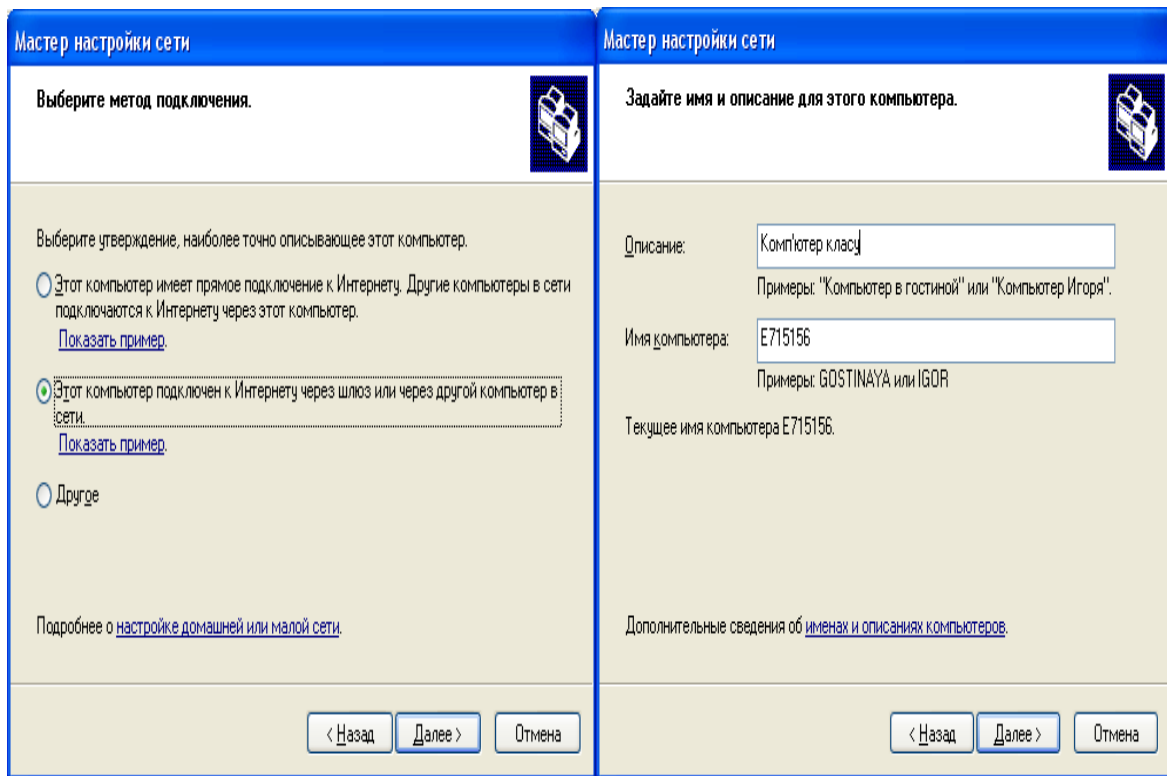 Мастер настройки сети
Выберите метод подключения.
Выберите утверждение, наиболее точно описывающее этот компьютер.
Этот компьютер имеет прямое подключение к Интернету. Другие компьютеры в сети
подключаются к Интернету через этот компьютер.
Показать пример.
Этот компьютер подключен к Интернету через шлюз или через другой компьютер в
сети.
Показать пример.
Другое
Подробнее о настройке домашней или малой сети.
< Назад
Далее >
Отмена
Мастер настройки сети
Задайте имя и описание для этого компьютера.
Описание:
Комп'ютер класу
Примеры: "Компьютер в гостиной" или "Компьютер Игоря".
Имя компьютера:
E715156
Примеры: GOSTINAYA или IGOR
Текущее имя компьютера E715156.
Дополнительные сведения об именах и описаниях компьютеров.
< Назад
Далее >
Отмена